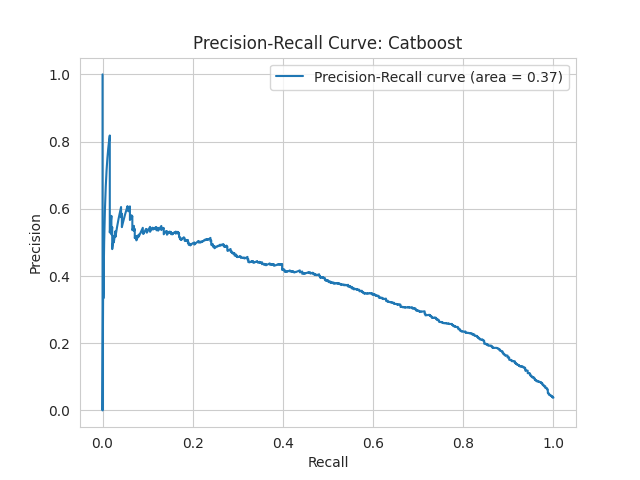 Precision-Recall Curve: Catboost
Precision-Recall curve (area = 0.37)
1.0
0.8
0.6
0.4
0.2
0.0
Precision
0.0 0.2 0.4 0.6 0.8 1.0
Recall